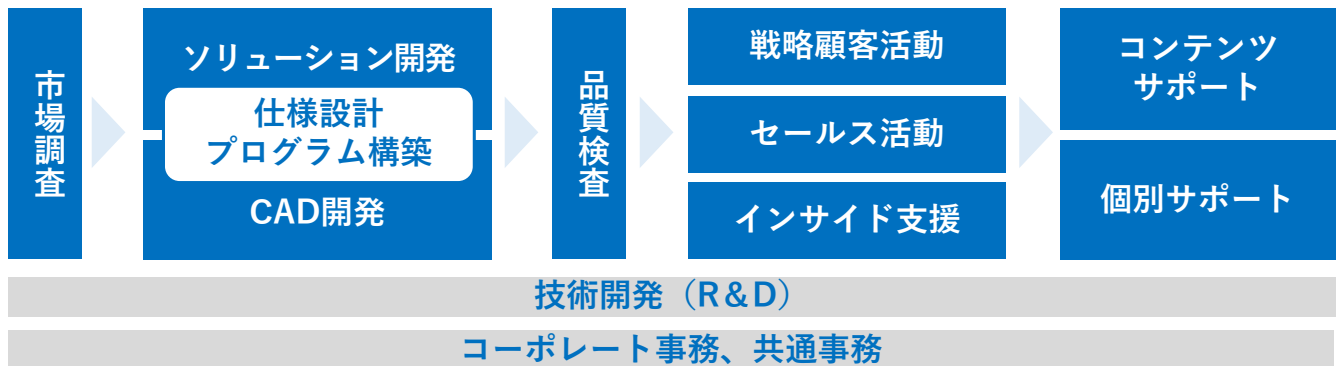 市場調査
ソリューション開発
仕様設計
プログラム構築
CAD開発
品質検査
戦略顧客活動
セールス活動
インサイド支援
コンテンツ
サポート
個別サポート
技術開発（R＆D）
コーポレート事務、共通事務